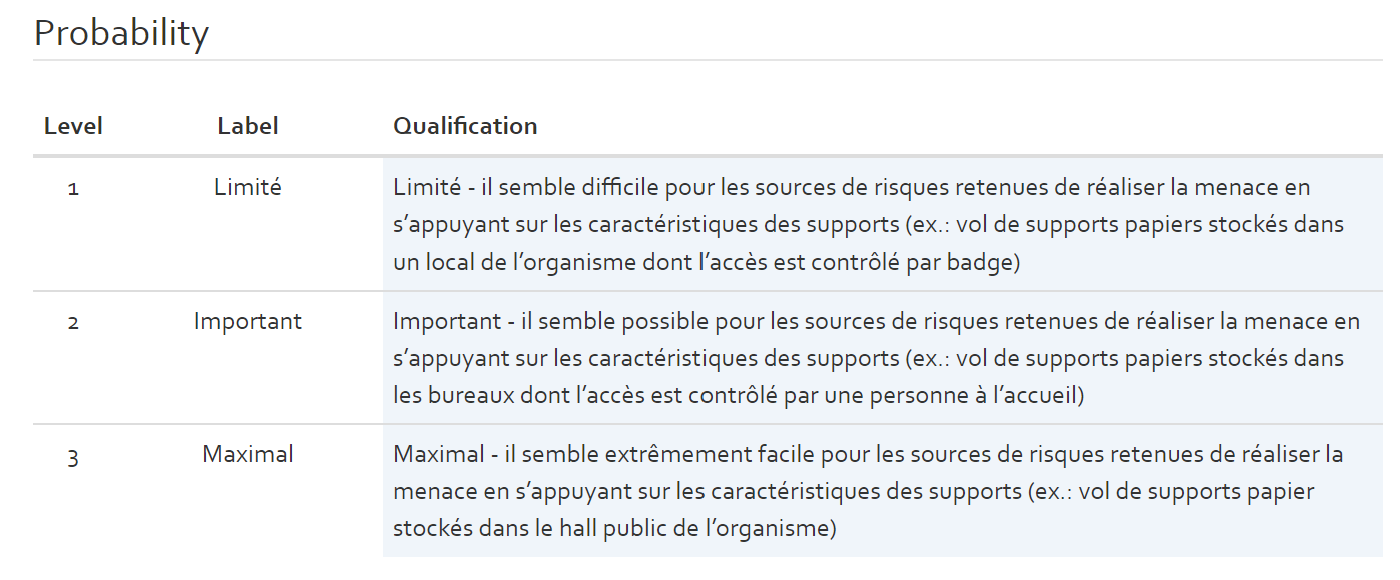 Probability
Level Label Qualification
1 Limité Limité - il semble difficile pour les sources de risques retenues de réaliser la menace en
s’appuyant sur les caractéristiques des supports (ex.: vol de supports papiers stockés dans
un local de l’organisme dont l’accès est contrôlé par badge)
2 Important Important - il semble possible pour les sources de risques retenues de réaliser la menace en
s’appuyant sur les caractéristiques des supports (ex.: vol de supports papiers stockés dans
les bureaux dont l’accès est contrôlé par une personne à l’accueil)
3 Maximal Maximal - il semble extrêmement facile pour les sources de risques retenues de réaliser la
menace en s’appuyant sur les caractéristiques des supports (ex.: vol de supports papier
stockés dans le hall public de l’organisme)